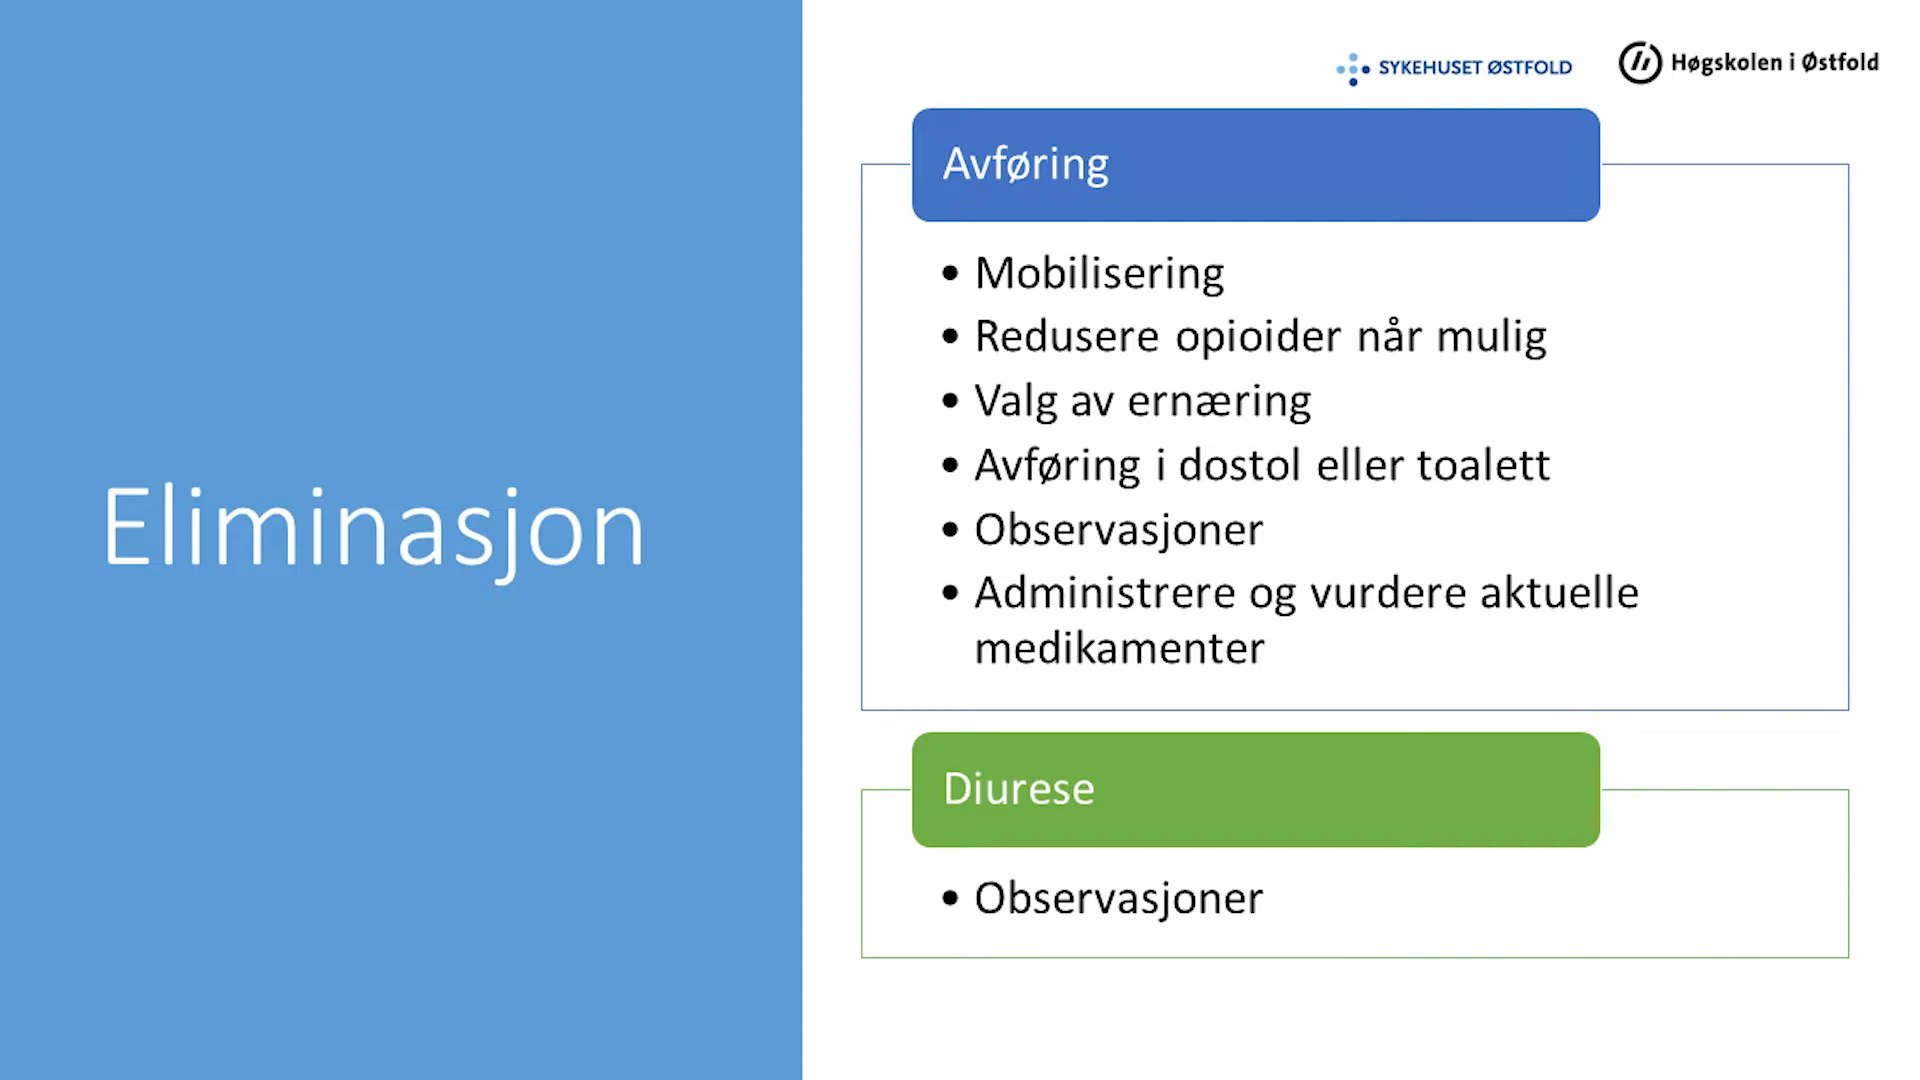 SYKEHUSET ØSTFOLD
Høgskolen i Østfold
Eliminasjon
Avføring
• Mobilisering
• Redusere opioider når mulig
• Valg av ernæring
• Avføring i dostol eller toalett
• Observasjoner
• Administrere og vurdere aktuelle
medikamenter
Diurese
• Observasjoner